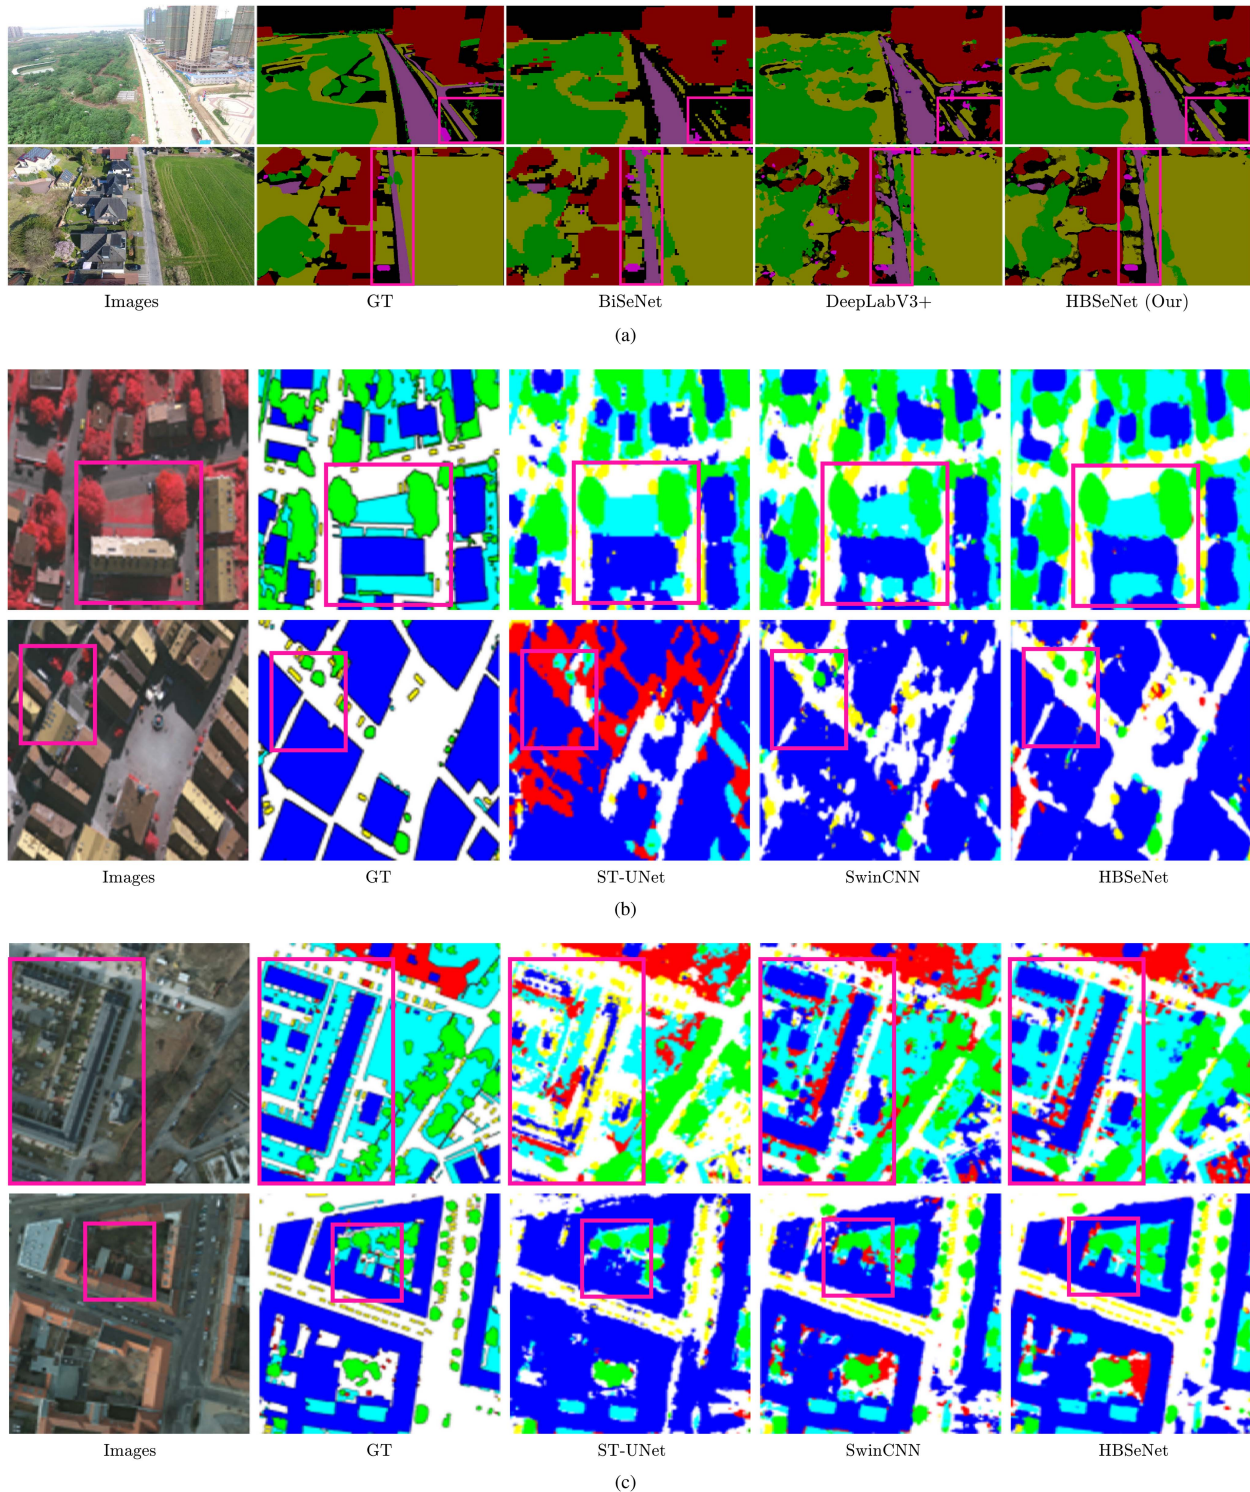 Images GT BiSeNet DeepLabV3+ HBSeNet (Our)
(a)
Images GT ST-UNet SwinCNN HBSeNet
(b)
Images GT ST-UNet SwinCNN HBSeNet
(c)